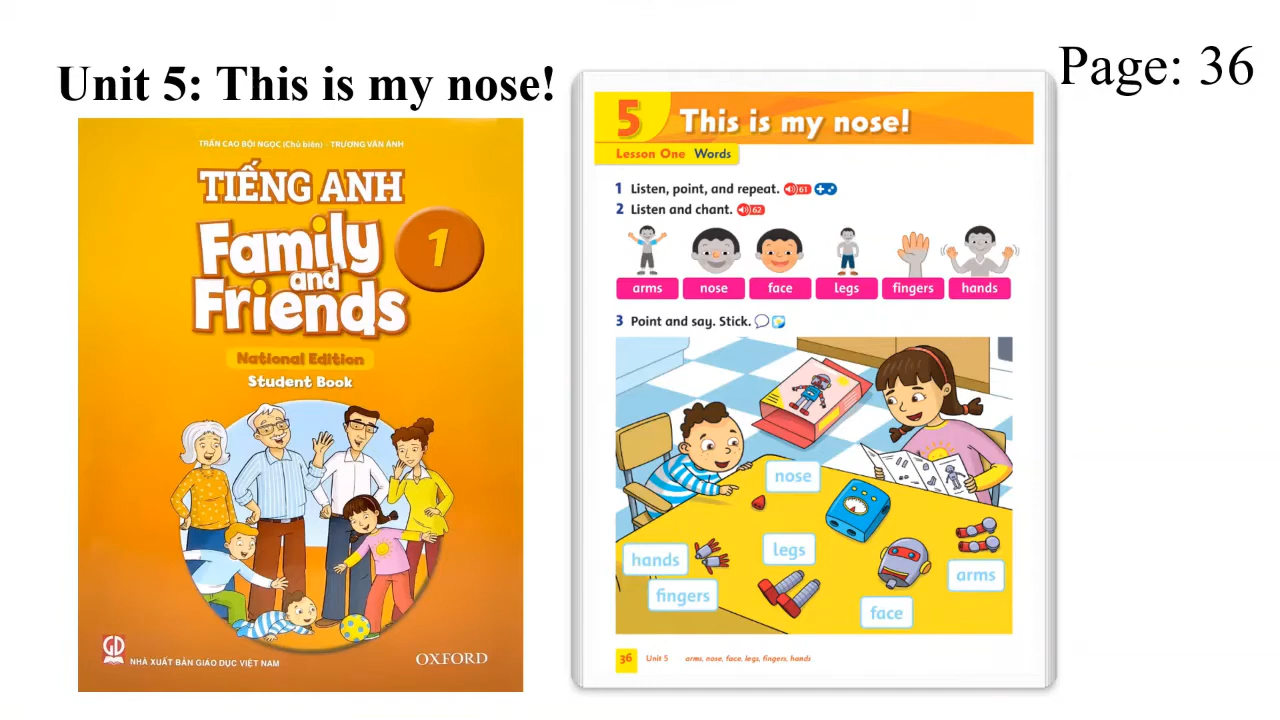 Unit 5: This is my nose!
Page: 36
TRẦN CAO BỘI NGỌC (Chủ biên) - TRƯƠNG VĂN ÁNH
TIẾNG ANH
Family and Friends
1
National Edition
Student Book
NHÀ XUẤT BẢN GIÁO DỤC VIỆT NAM
OXFORD
5 This is my nose!
Lesson One Words
1 Listen, point, and repeat. 61
2 Listen and chant. 62
arms nose face legs fingers hands
3 Point and say. Stick.
nose
hands
legs
fingers
arms
face
36 Unit 5 arms, nose, face, legs, fingers, hands